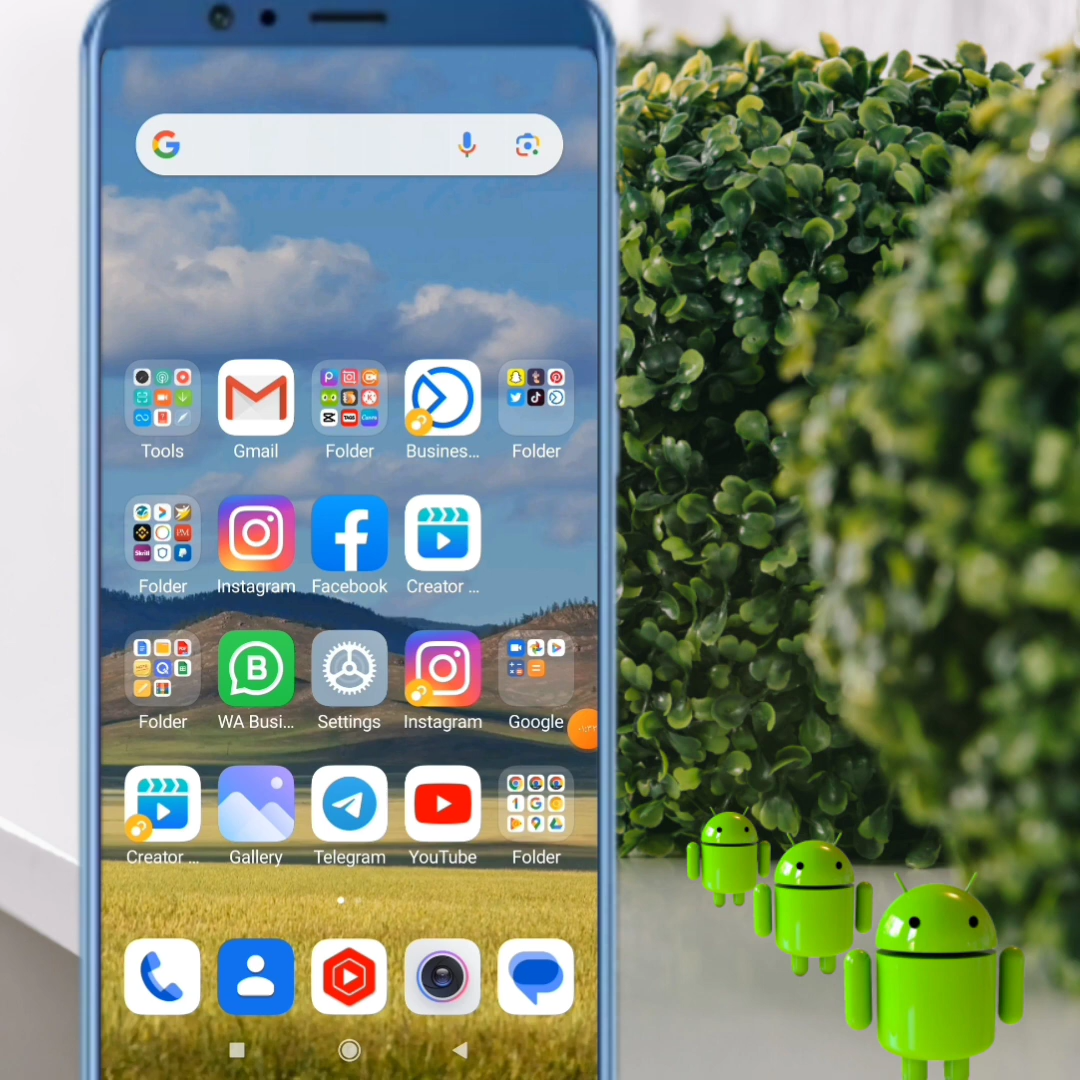 Tools Gmail Folder Busines... Folder
Folder Instagram Facebook Creator ...
Folder WA Busi... Settings Instagram Google
Creator ... Gallery Telegram YouTube Folder